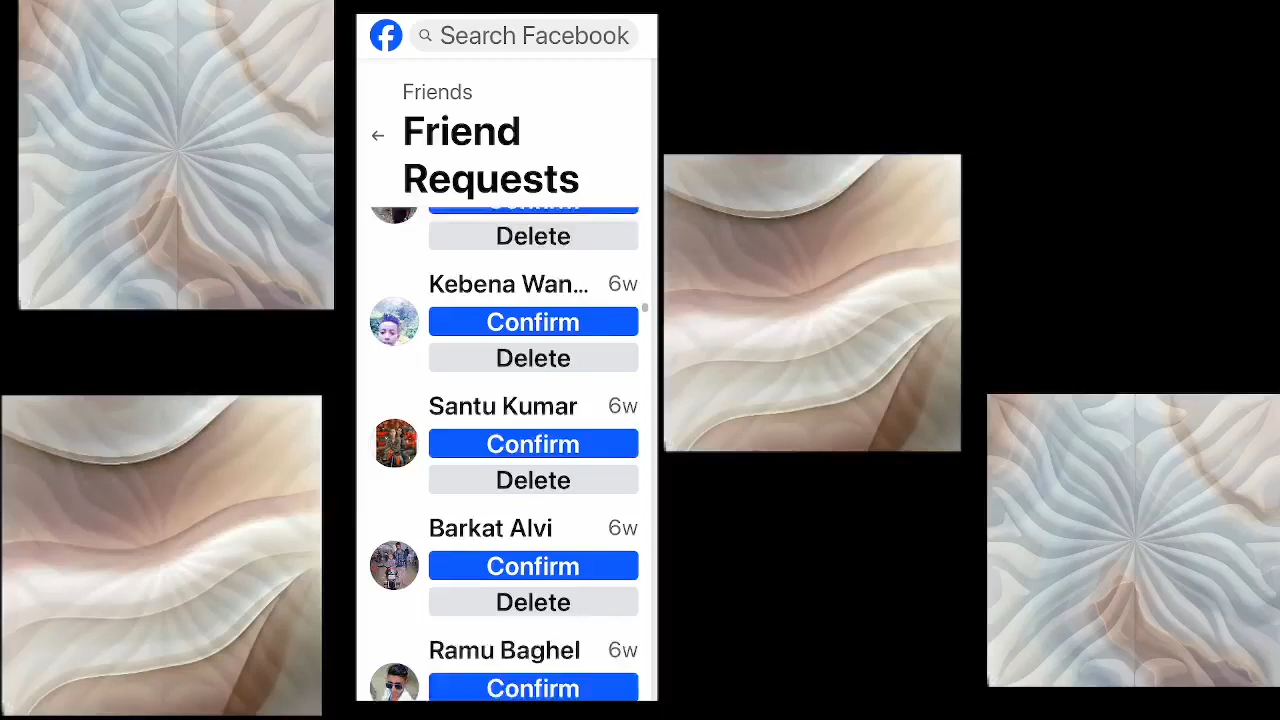 Search Facebook
Friends
Friend
Requests
Delete
Kebena Wan... 6w
Confirm
Delete
Santu Kumar 6w
Confirm
Delete
Barkat Alvi 6w
Confirm
Delete
Ramu Baghel 6w
Confirm